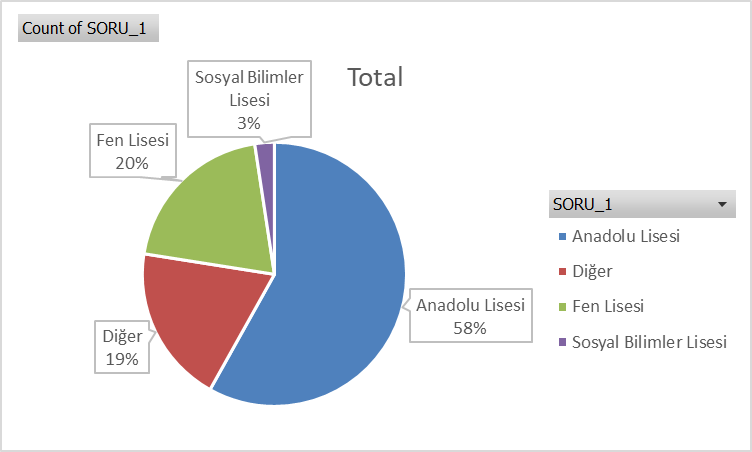 Count of SORU_1
Total
Sosyal Bilimler
Lisesi
3%
Fen Lisesi
20%
Diğer
19%
Anadolu Lisesi
58%
SORU_1
Anadolu Lisesi
Diğer
Fen Lisesi
Sosyal Bilimler Lisesi